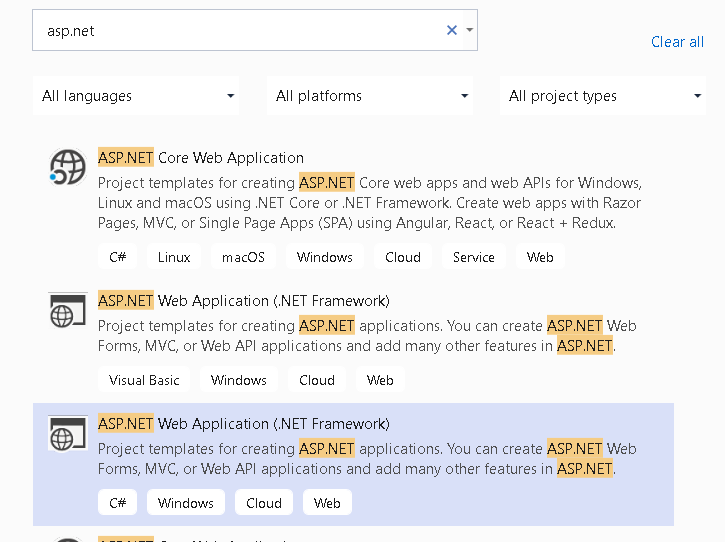 asp.net
Clear all
All languages
All platforms
All project types
ASP.NET Core Web Application
Project templates for creating ASP.NET Core web apps and web APIs for Windows,
Linux and macOS using .NET Core or .NET Framework. Create web apps with Razor
Pages, MVC, or Single Page Apps (SPA) using Angular, React, or React + Redux.
C# Linux macOS Windows Cloud Service Web
ASP.NET Web Application (.NET Framework)
Project templates for creating ASP.NET applications. You can create ASP.NET Web
Forms, MVC, or Web API applications and add many other features in ASP.NET.
Visual Basic Windows Cloud Web
ASP.NET Web Application (.NET Framework)
Project templates for creating ASP.NET applications. You can create ASP.NET Web
Forms, MVC, or Web API applications and add many other features in ASP.NET.
C# Windows Cloud Web